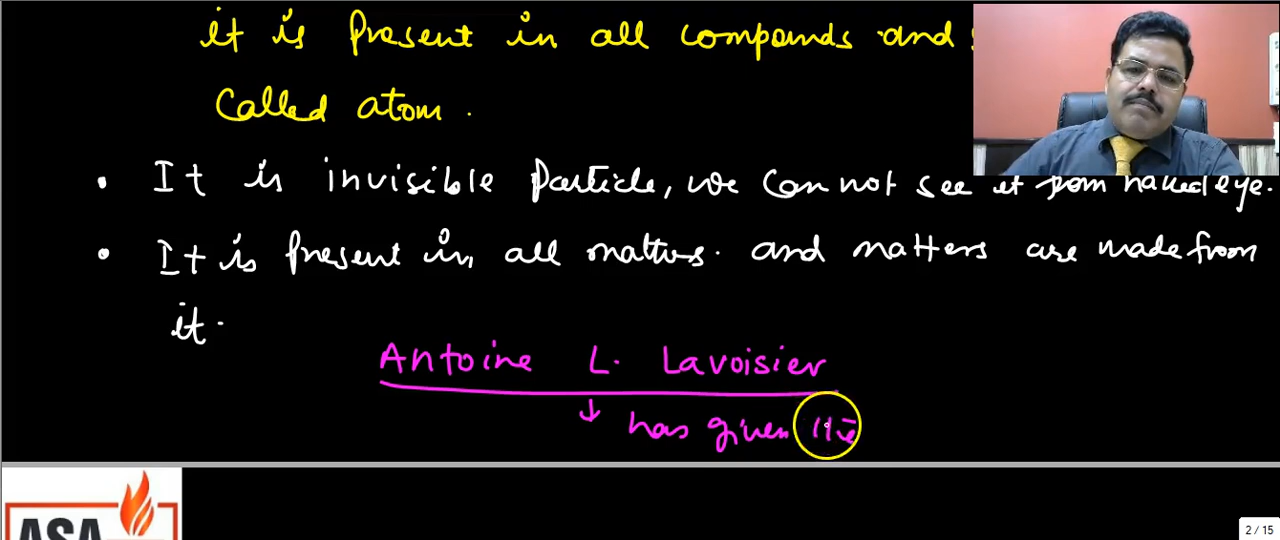 it is present in all compounds and
called atom.
• It is invisible particle, we can not see it from naked eye.
• It is present in all matters. and matters are made from
it.
Antoine L. Lavoisier
↓ has given
ASA
2 / 15